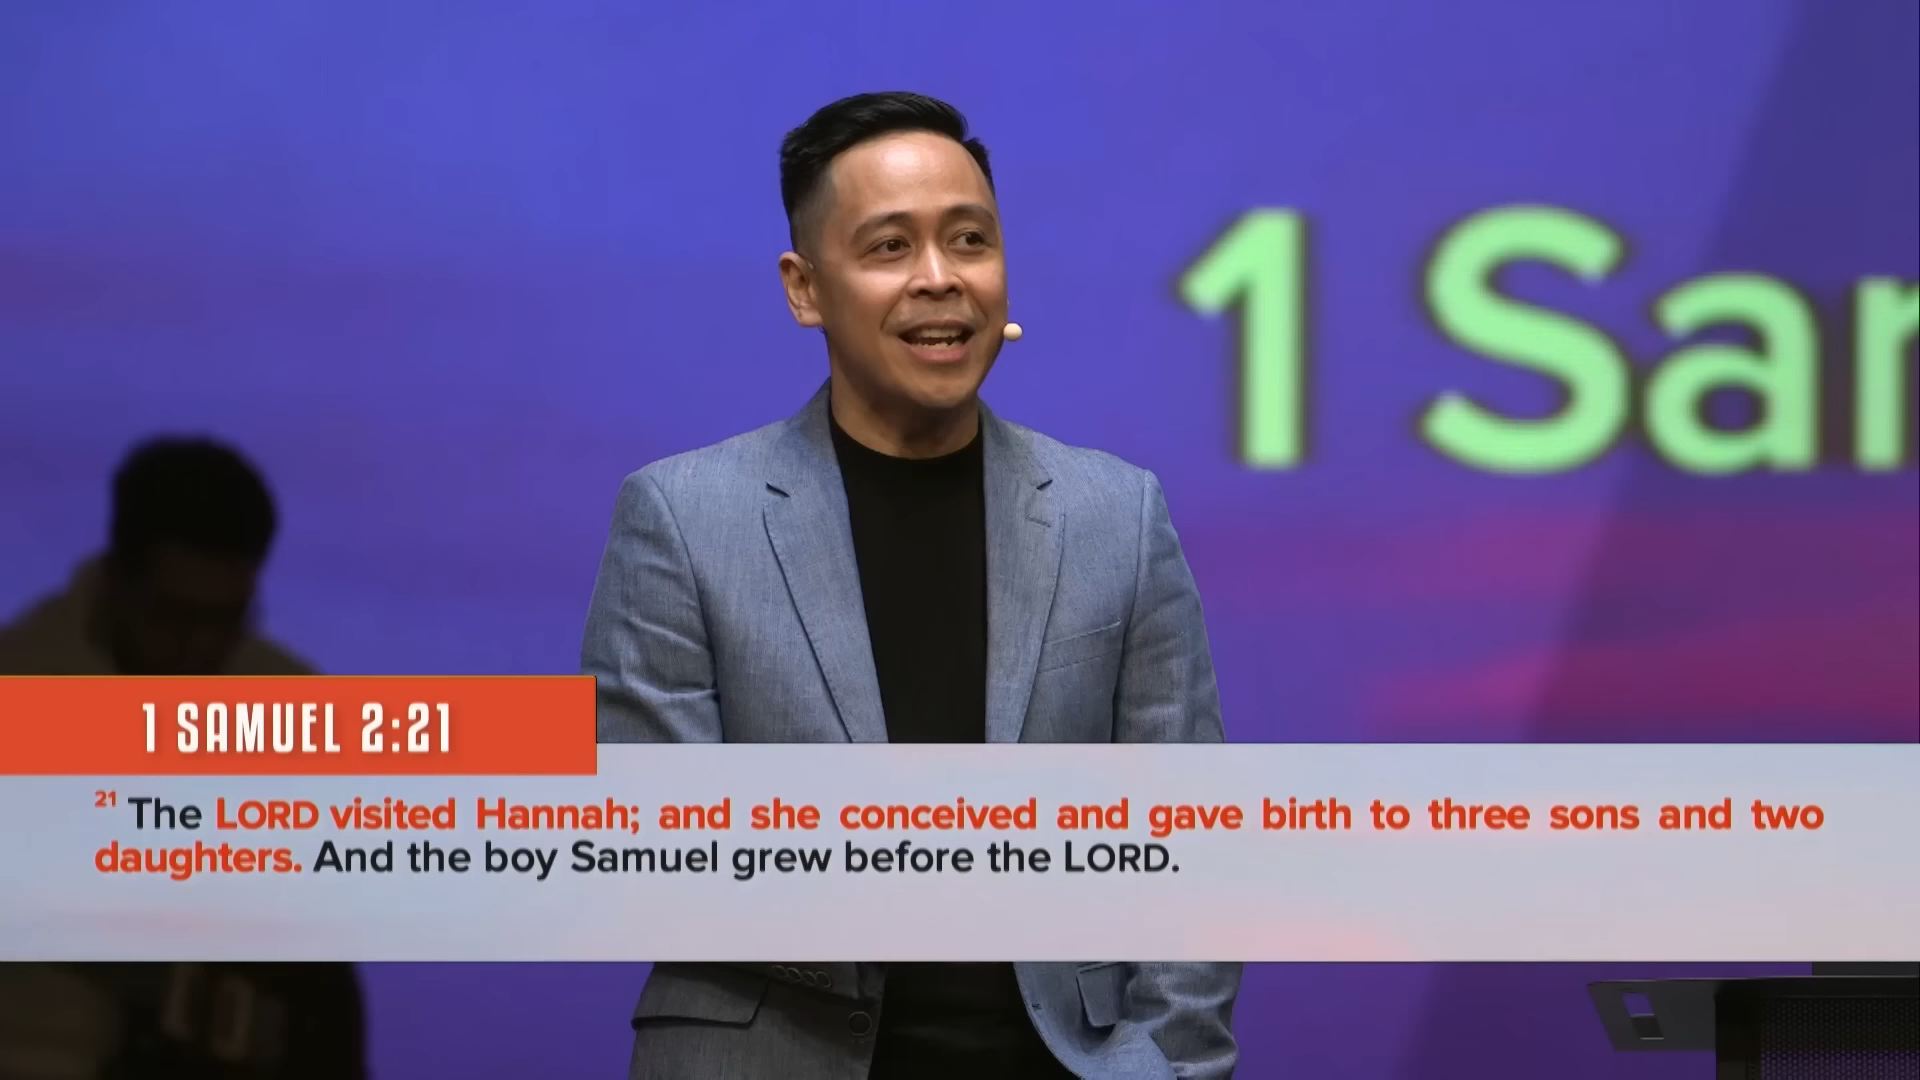 1 Sam
1 SAMUEL 2:21
21 The LORD visited Hannah; and she conceived and gave birth to three sons and two
daughters. And the boy Samuel grew before the LORD.